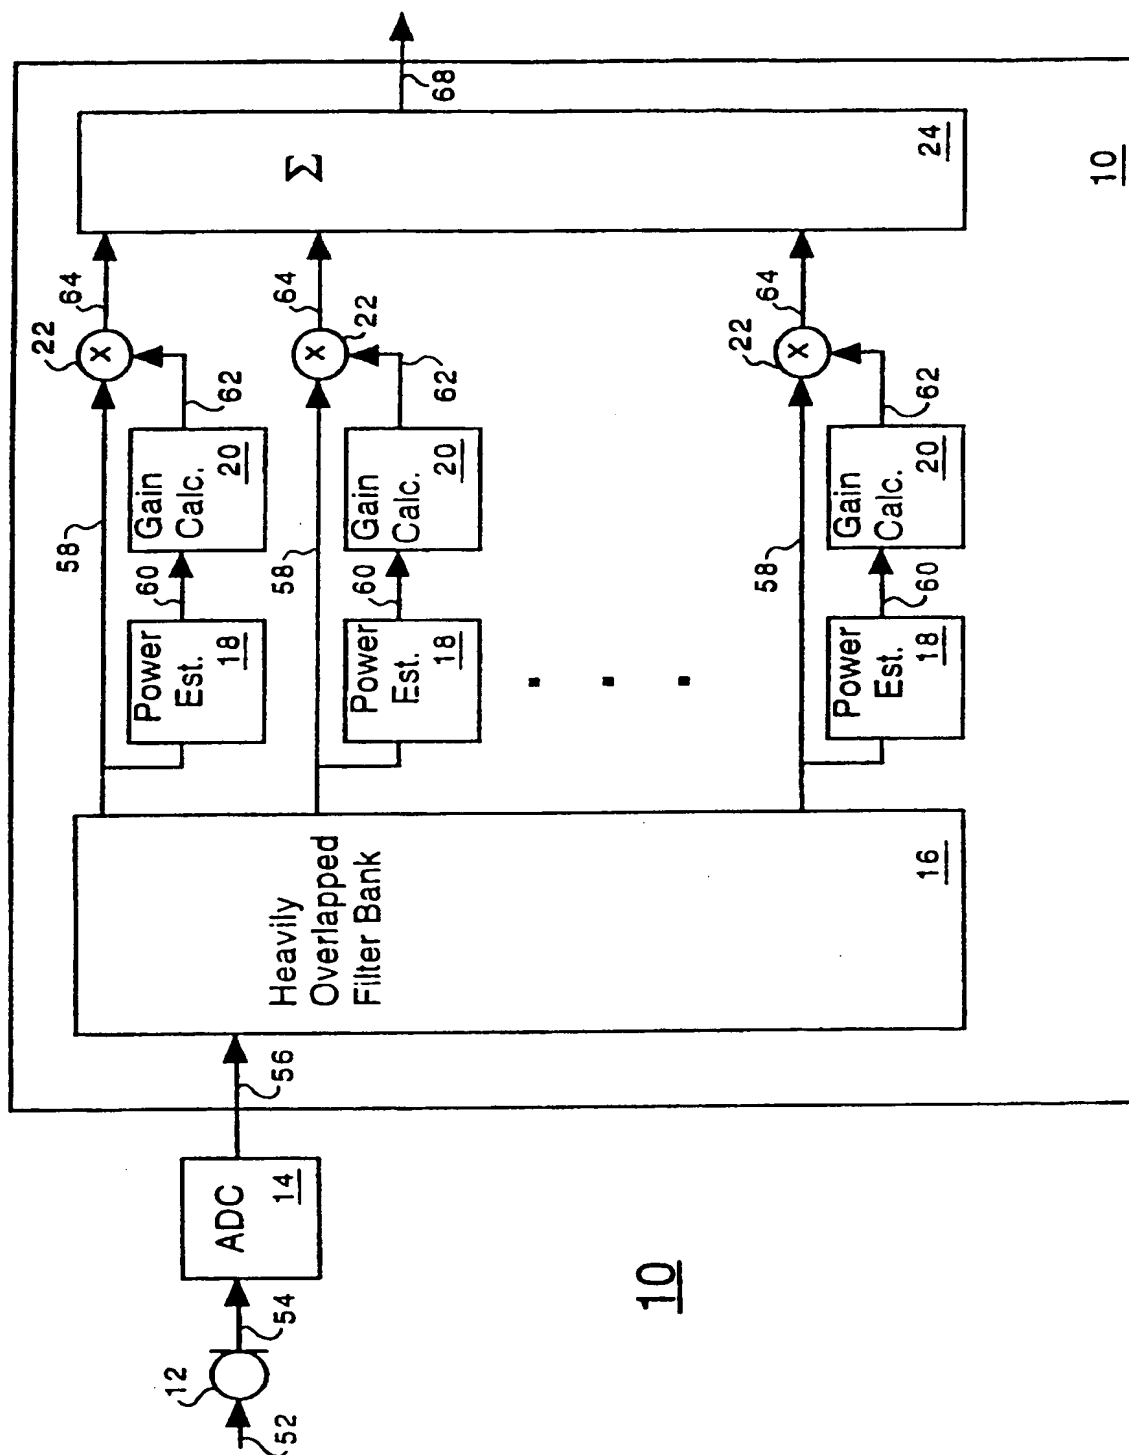 52
12
54
ADC
14
56
Heavily
Overlapped
Filter Bank
16
58
Power
Est.
18
60
Gain
Calc.
20
62
22
X
64
58
Power
Est.
18
60
Gain
Calc.
20
62
22
X
64
58
Power
Est.
18
60
Gain
Calc.
20
62
22
X
64
Σ
24
68
10
10